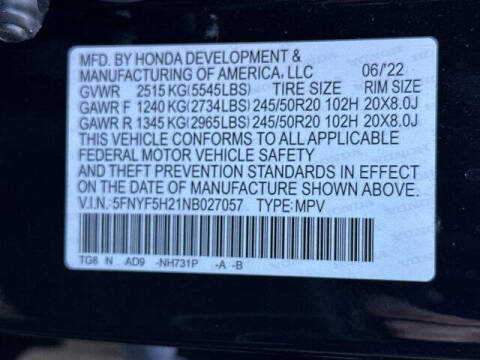 MFD. BY HONDA DEVELOPMENT &
MANUFACTURING OF AMERICA, LLC 06/'22
GVWR 2515 KG(5545LBS) TIRE SIZE RIM SIZE
GAWR F 1240 KG(2734LBS) 245/50R20 102H 20X8.0J
GAWR R 1345 KG(2965LBS) 245/50R20 102H 20X8.0J
THIS VEHICLE CONFORMS TO ALL APPLICABLE
FEDERAL MOTOR VEHICLE SAFETY
AND THEFT PREVENTION STANDARDS IN EFFECT
ON THE DATE OF MANUFACTURE SHOWN ABOVE.
V.I.N.: 5FNYF5H21NB027057 TYPE: MPV
TG8 N AD9 -NH731P -A -B